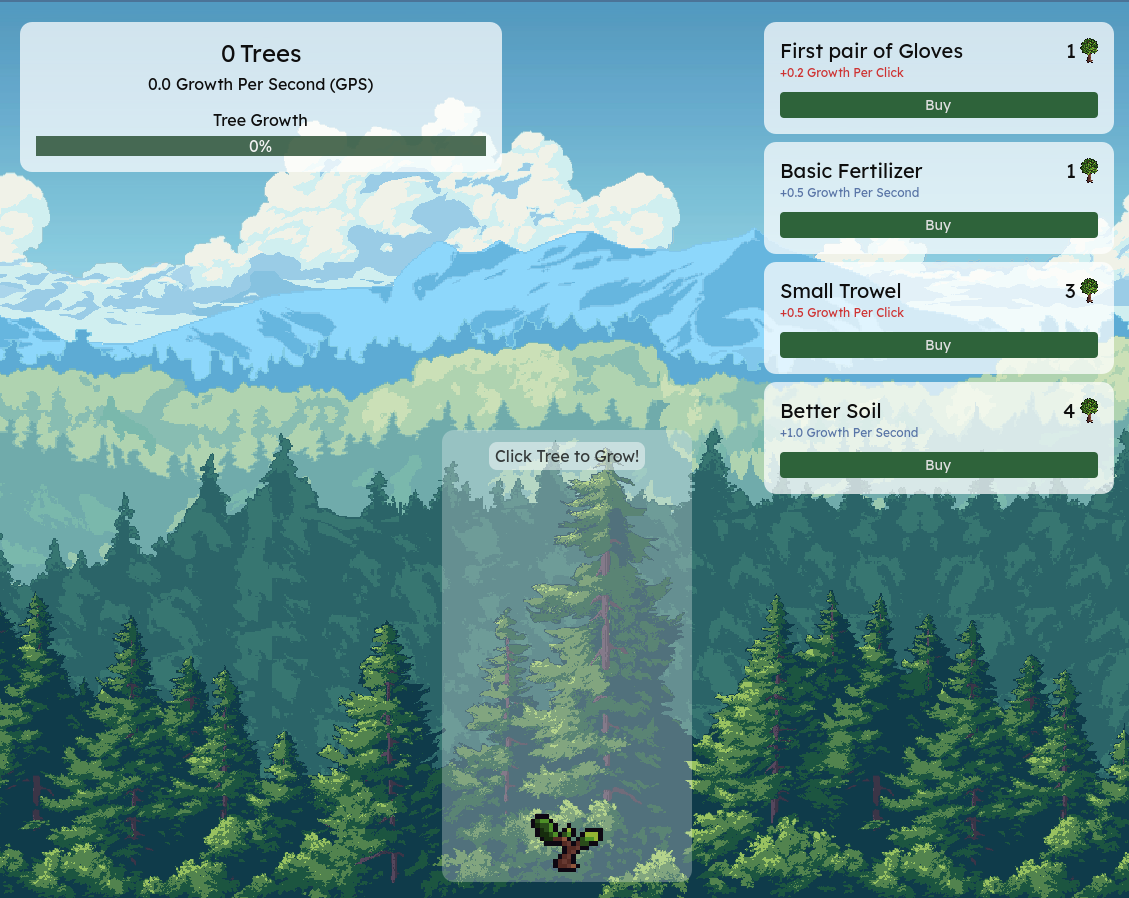 0 Trees
0.0 Growth Per Second (GPS)
Tree Growth
0%
First pair of Gloves 1
+0.2 Growth Per Click
Buy
Basic Fertilizer 1
+0.5 Growth Per Second
Buy
Small Trowel 3
+0.5 Growth Per Click
Buy
Better Soil 4
+1.0 Growth Per Second
Buy
Click Tree to Grow!